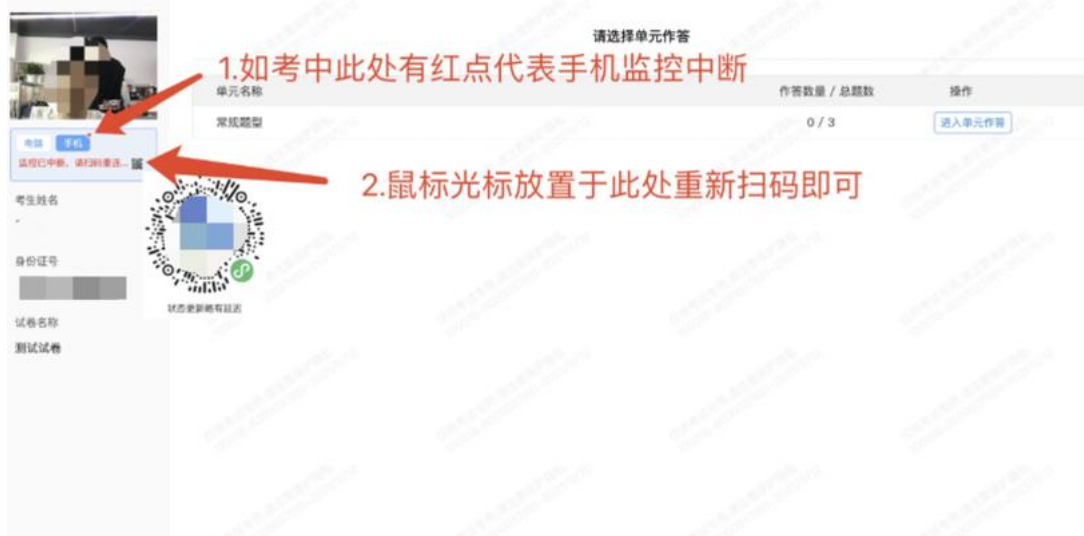 请选择单元作答
1.如考中此处有红点代表手机监控中断
单元名称
作答数量 / 总题数
操作
常规题型
0 / 3
进入单元作答
电脑
手机
监控已中断，请扫码重连...
2.鼠标光标放置于此处重新扫码即可
考生姓名
身份证号
状态更新略有延迟
试卷名称
测试试卷